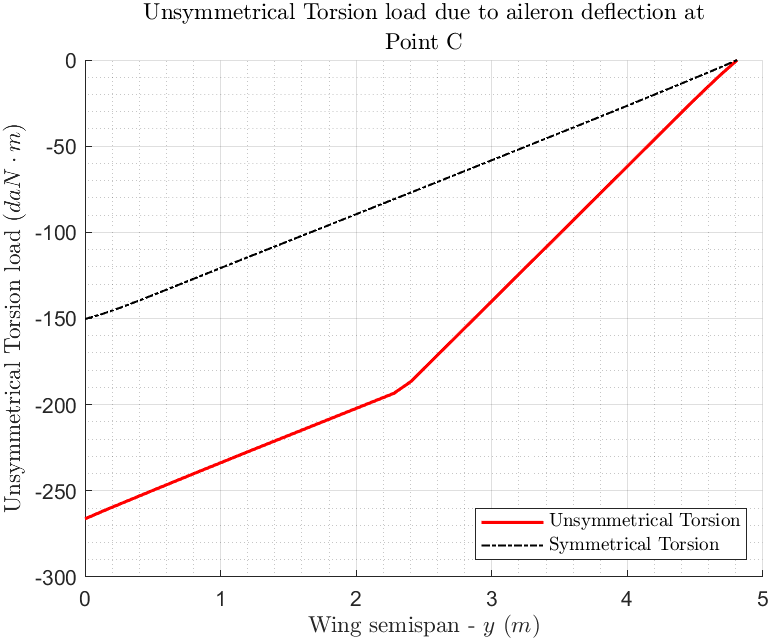 Unsymmetrical Torsion load due to aileron deflection at
Point C
Unsymmetrical Torsion load (daN · m)
0
-50
-100
-150
-200
-250
-300
0 1 2 3 4 5
Wing semispan - y (m)
Unsymmetrical Torsion
Symmetrical Torsion